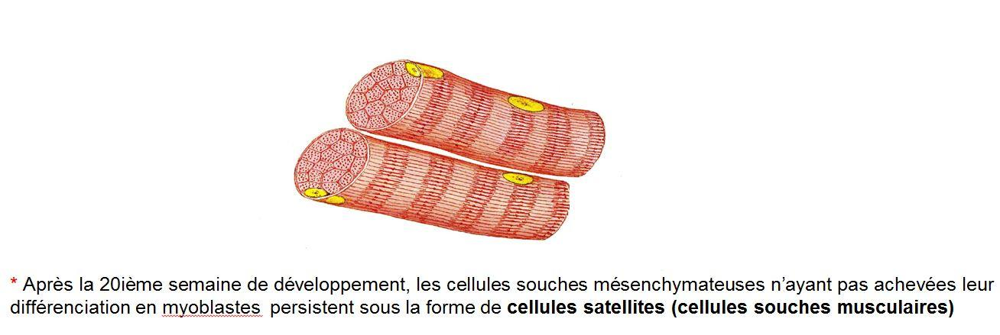 * Après la 20ième semaine de développement, les cellules souches mésenchymateuses n’ayant pas achevées leur
différenciation en myoblastes persistent sous la forme de cellules satellites (cellules souches musculaires)